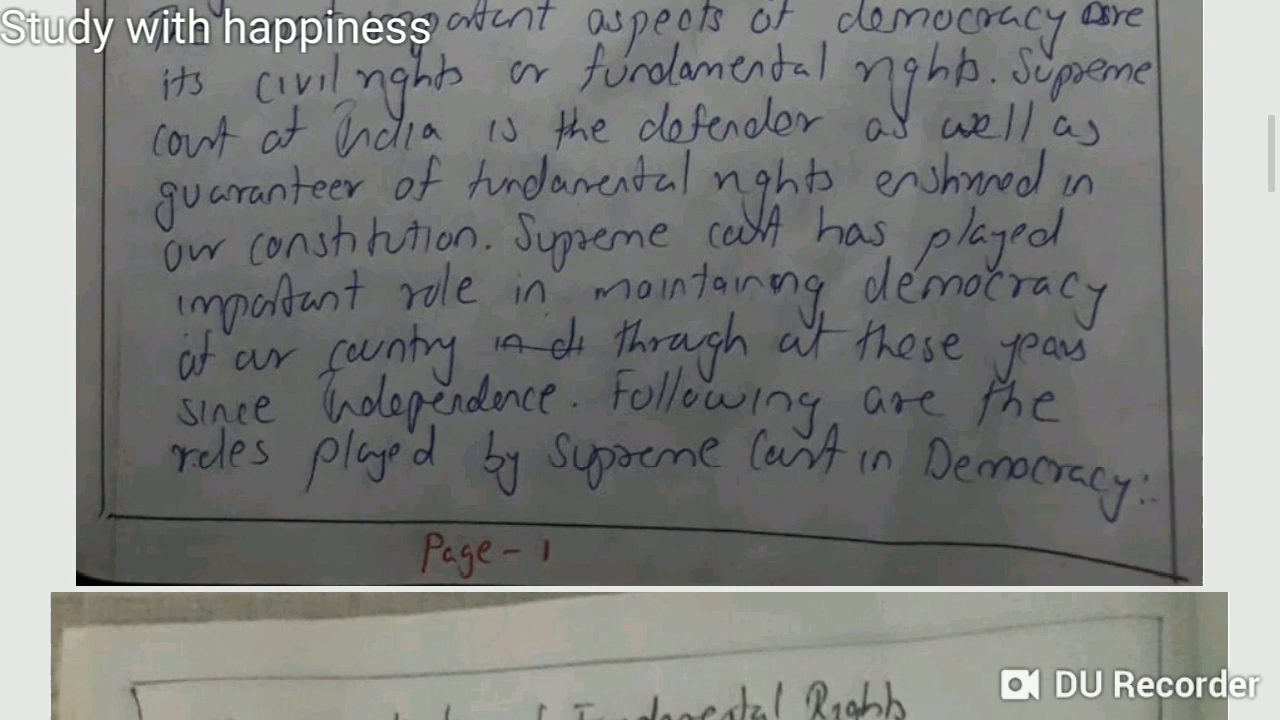 Study with happiness
important aspects of democracy are
its civil rights or fundamental rights. Supreme
court of India is the defender as well as
guaranteer of fundamental rights enshrined in
our constitution. Supreme court has played
important role in maintaining democracy
of our country through out these years
since independence. Following are the
roles played by Supreme Court in Democracy:-
Page - 1
Fundamental Rights
DU Recorder